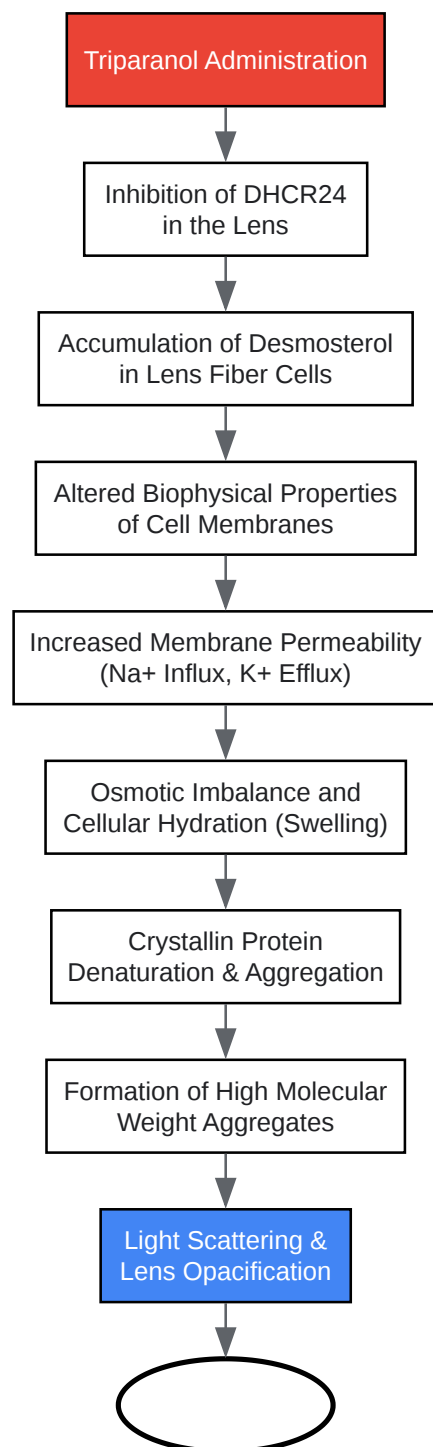 Triparanol Administration
Inhibition of DHCR24
in the Lens
Accumulation of Desmosterol
in Lens Fiber Cells
Altered Biophysical Properties
of Cell Membranes
Increased Membrane Permeability
(Na+ Influx, K+ Efflux)
Osmotic Imbalance and
Cellular Hydration (Swelling)
Crystallin Protein
Denaturation & Aggregation
Formation of High Molecular
Weight Aggregates
Light Scattering &
Lens Opacification